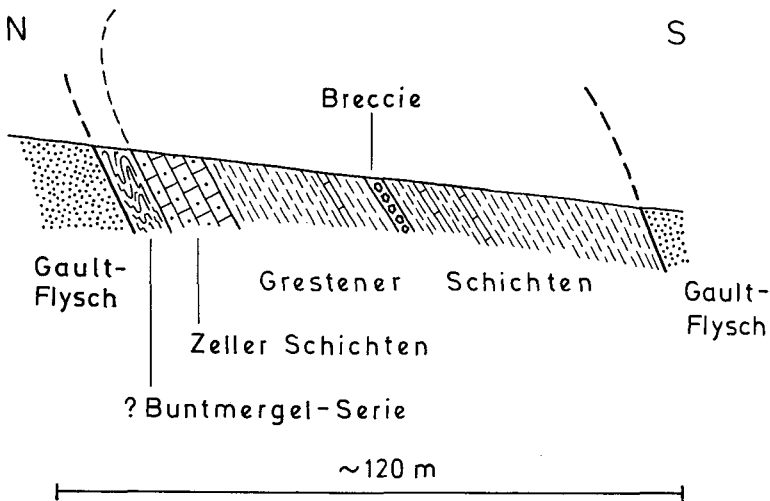 N
S
Breccie
Gault-
Flysch
Grestener Schichten
Gault-
Flysch
Zeller Schichten
? Buntmergel-Serie
~120 m